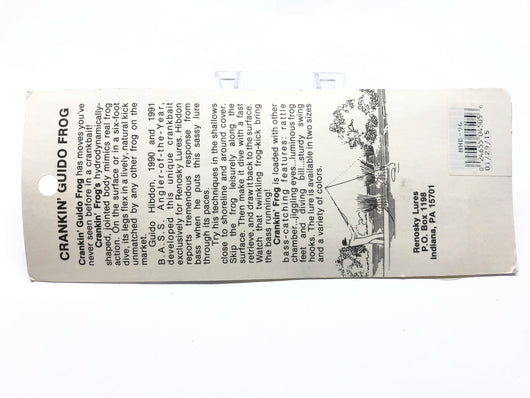 CRANKIN' GUIDO FROG
Crankin' Guido Frog has moves you've
never seen before in a crankbait!
Crankin' Frog's hydrodynamically-
shaped, jointed body mimics real frog
action. On the surface or in a six-foot
dive, its legs flex in a lively, natural kick
unmatched by any other frog on the
market.
Guido Hibdon, 1990 and 1991
B.A.S.S. Angler-of-the-Year,
developed this unique crankbait
exclusively for Renosky Lures. Hibdon
reports tremendous response from
bass when he puts this sassy lure
through its paces.
Try his techniques: in the shallows
close to shoreline and around cover.
Skim the frog leisurely along the
surface. Then make it dive with a fast
retrieve, and draw it back to the surface.
Watch that twinkling frog-kick bring
the bass running!
Crankin' Frog is loaded with other
bass-catching features: rattle
chamber...jiggling eyes...luminous frog
feet and diving bill...sturdy swing
hooks. The lure is available in two sizes
and a variety of colors.
Renosky Lures
P.O. Box 1198
Indiana, PA 15701
03/29/15